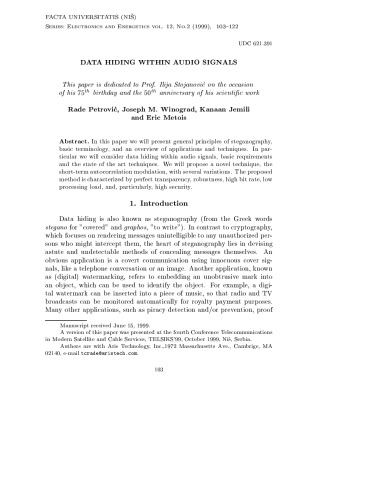 FACTA UNIVERSITATIS (NIŠ)
Series: Electronics and Energetics vol. 12, No.2 (1999), 103–122
UDC 621.391
DATA HIDING WITHIN AUDIO SIGNALS
This paper is dedicated to Prof. Ilija Stojanović on the occasion
of his 75th birthday and the 50th anniversary of his scientific work
Rade Petrović, Joseph M. Winograd, Kanaan Jemili
and Eric Metois
Abstract. In this paper we will present general principles of steganography,
basic terminology, and an overview of applications and techniques. In par-
ticular we will consider data hiding within audio signals, basic requirements
and the state of the art techniques. We will propose a novel technique, the
short-term autocorrelation modulation, with several variations. The proposed
method is characterized by perfect transparency, robustness, high bit rate, low
processing load, and, particularly, high security.
1. Introduction
Data hiding is also known as steganography (from the Greek words
stegano for "covered" and graphos, "to write"). In contrast to cryptography,
which focuses on rendering messages unintelligible to any unauthorized per-
sons who might intercept them, the heart of steganography lies in devising
astute and undetectable methods of concealing messages themselves. An
obvious application is a covert communication using innocuous cover sig-
nals, like a telephone conversation or an image. Another application, known
as (digital) watermarking, refers to embedding an unobtrusive mark into
an object, which can be used to identify the object. For example, a digi-
tal watermark can be inserted into a piece of music, so that radio and TV
broadcasts can be monitored automatically for royalty payment purposes.
Many other applications, such as piracy detection and/or prevention, proof
Manuscript received June 15, 1999.
A version of this paper was presented at the fourth Conference Telecommunications
in Modern Satellite and Cable Services, TELSIKS'99, October 1999, Niš, Serbia.
Authors are with Aris Technology, Inc.,1972 Massachusetts Ave., Cambrige, MA
02140, e-mail tcrade@aristech.com.
103